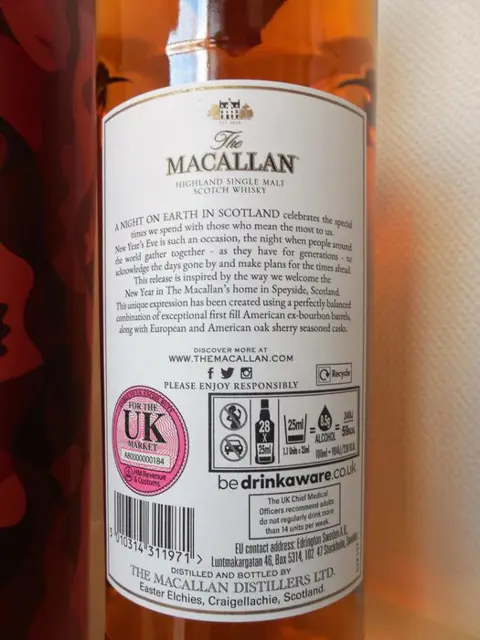 The
MACALLAN
HIGHLAND SINGLE MALT
SCOTCH WHISKY
A NIGHT ON EARTH IN SCOTLAND celebrates the special
times we spend with those who mean the most to us.
New Year's Eve is such an occasion, the night when people around
the world gather together - as they have for generations - to
acknowledge the days gone by and make plans for the times ahead.
This release is inspired by the way we welcome the
New Year in The Macallan's home in Speyside, Scotland.
This unique expression has been created using a perfectly balanced
combination of exceptional first fill American ex-bourbon barrels,
along with European and American oak sherry seasoned casks.
DISCOVER MORE AT
WWW.THEMACALLAN.COM
PLEASE ENJOY RESPONSIBLY
Recycle
FOR THE
UK
MARKET
A80000000184
HM Revenue
& Customs
28
x
25ml
25ml
1.1 Units = 25ml
=
ALCOHOL
=
bedrinkaware.co.uk
The UK Chief Medical
Officers recommend adults
do not regularly drink
more than 14 units per week.
EU contact address: Edrington Sweden A.B.,
Luntmakargatan 46, Box 5314, 102 47 Stockholm, Sweden
5 010314 311971 >
DISTILLED AND BOTTLED BY
THE MACALLAN DISTILLERS LTD.
Easter Elchies, Craigellachie, Scotland.